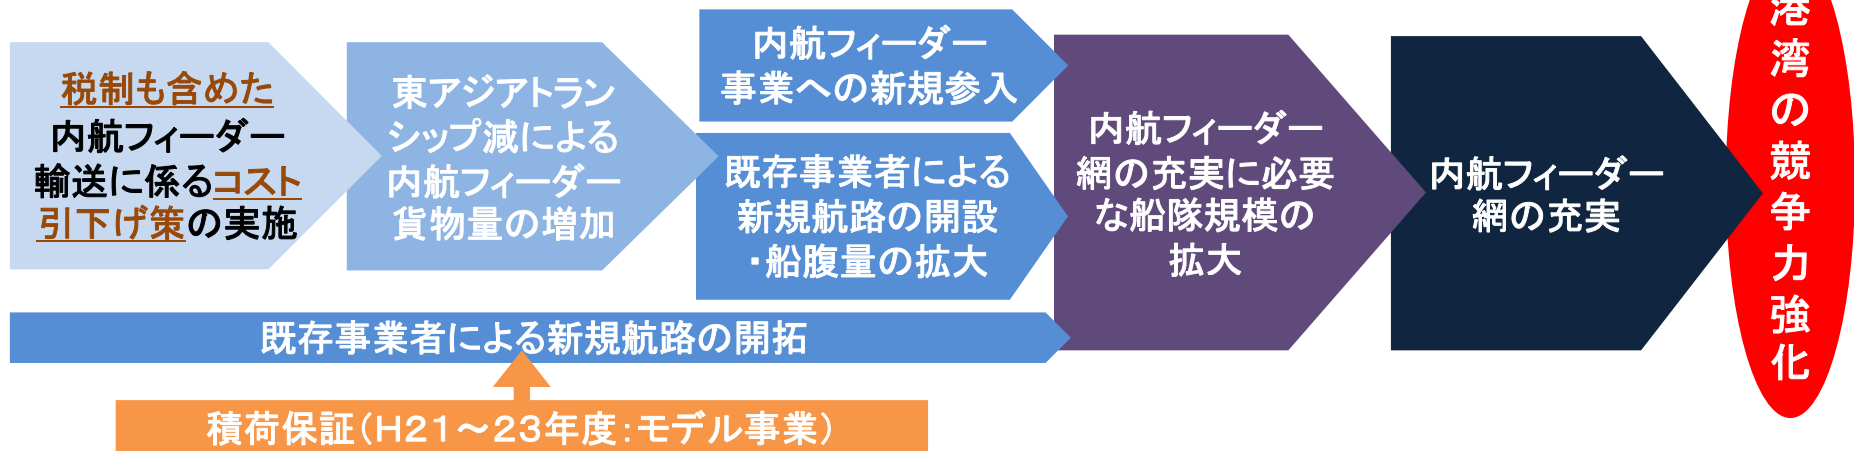 税制も含めた
内航フィーダー
輸送に係るコスト
引下げ策の実施
東アジアトラン
シップ減による
内航フィーダー
貨物量の増加
内航フィーダー
事業への新規参入
既存事業者による
新規航路の開設
・船腹量の拡大
内航フィーダー
網の充実に必要
な船隊規模の
拡大
内航フィーダー
網の充実
港湾の競争力強化
既存事業者による新規航路の開拓
積荷保証(H21~23年度:モデル事業)